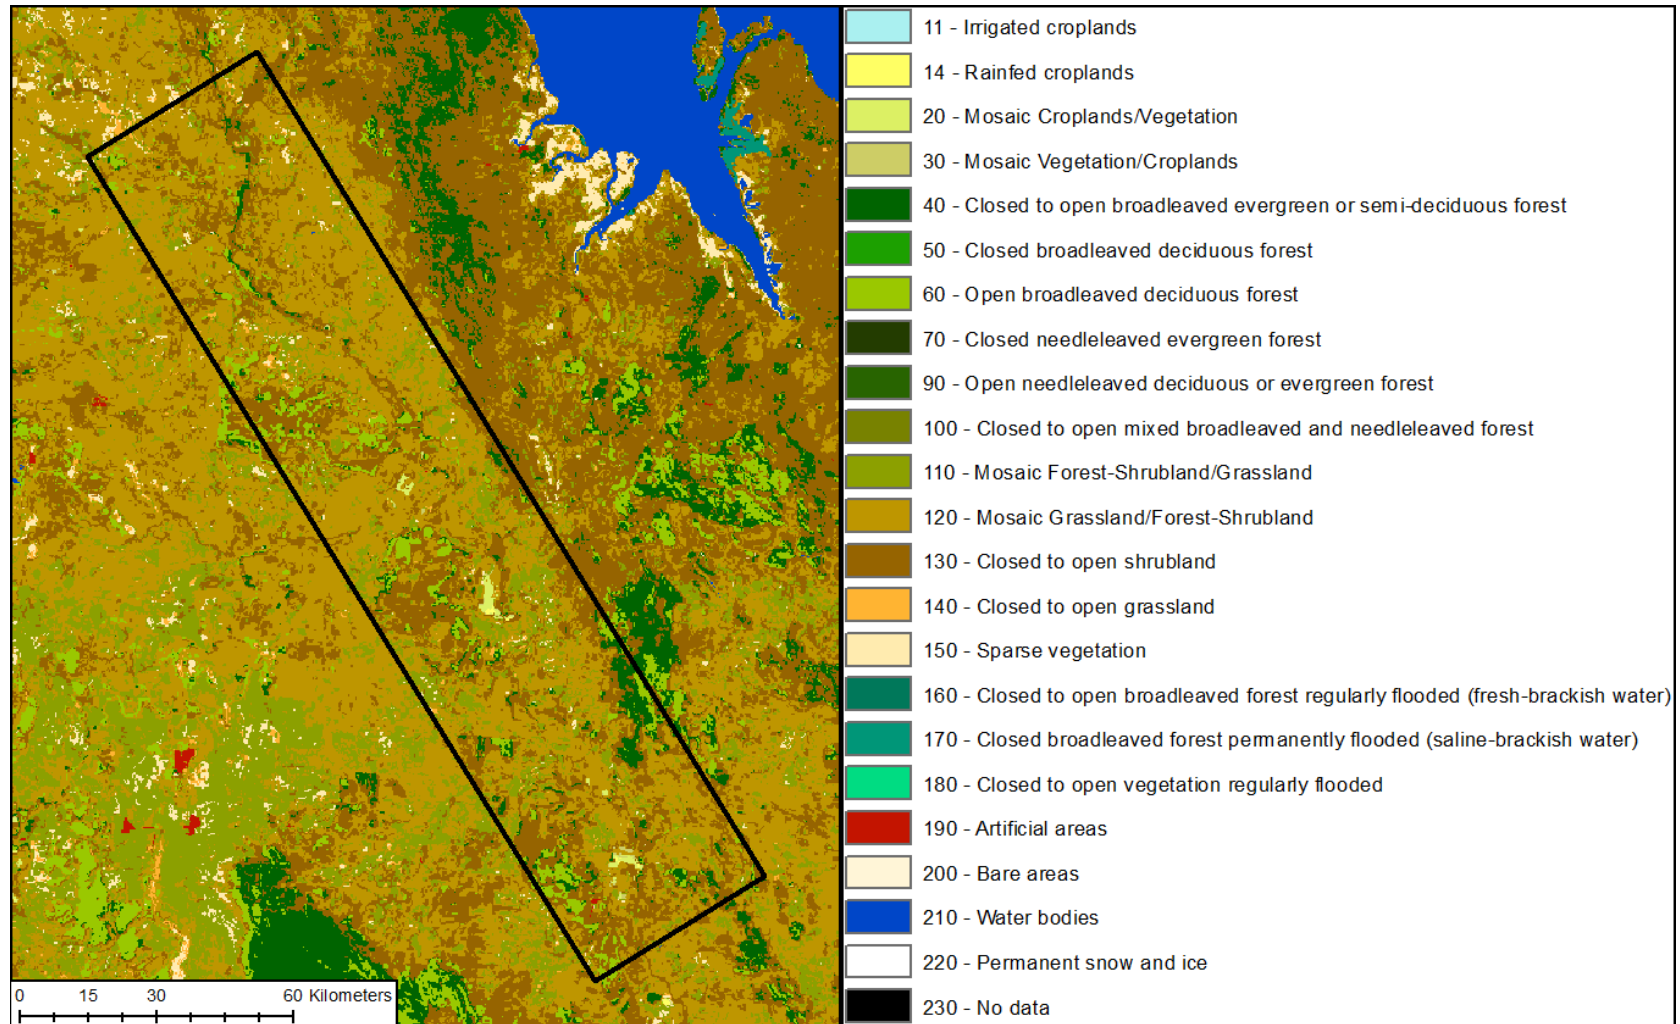 11 - Irrigated croplands
14 - Rainfed croplands
20 - Mosaic Croplands/Vegetation
30 - Mosaic Vegetation/Croplands
40 - Closed to open broadleaved evergreen or semi-deciduous forest
50 - Closed broadleaved deciduous forest
60 - Open broadleaved deciduous forest
70 - Closed needleleaved evergreen forest
90 - Open needleleaved deciduous or evergreen forest
100 - Closed to open mixed broadleaved and needleleaved forest
110 - Mosaic Forest-Shrubland/Grassland
120 - Mosaic Grassland/Forest-Shrubland
130 - Closed to open shrubland
140 - Closed to open grassland
150 - Sparse vegetation
160 - Closed to open broadleaved forest regularly flooded (fresh-brackish water)
170 - Closed broadleaved forest permanently flooded (saline-brackish water)
180 - Closed to open vegetation regularly flooded
190 - Artificial areas
200 - Bare areas
210 - Water bodies
220 - Permanent snow and ice
230 - No data
0 15 30 60 Kilometers